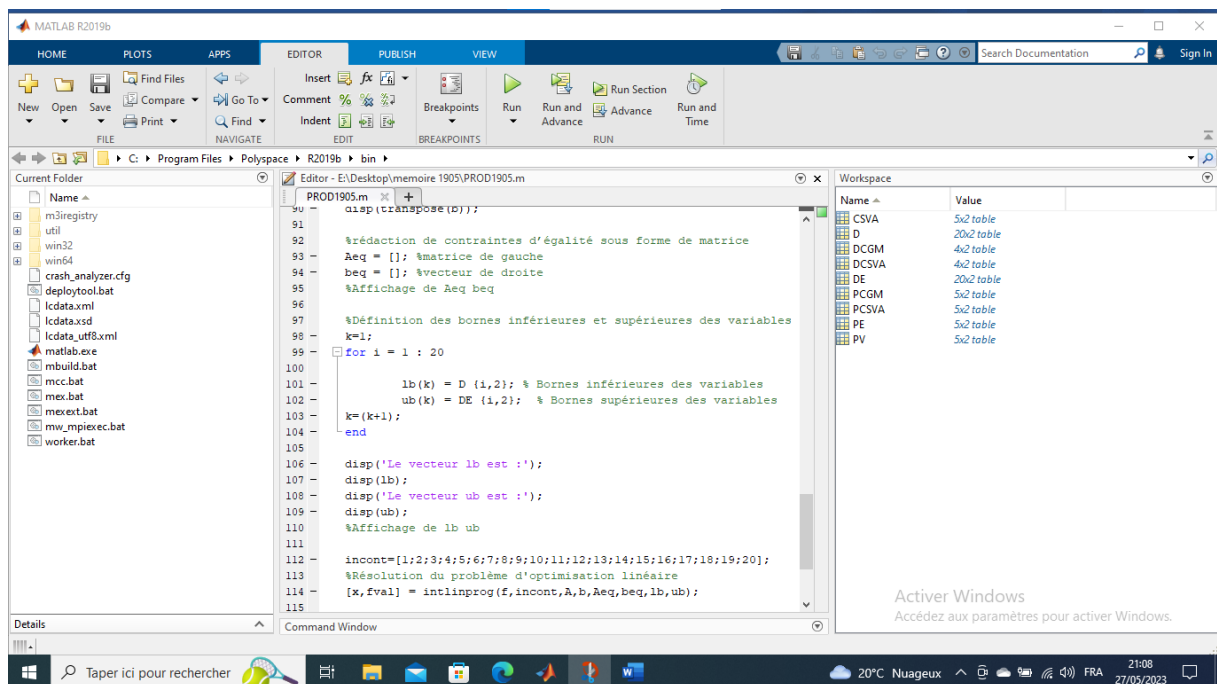 MATLAB R2019b
HOME PLOTS APPS EDITOR PUBLISH VIEW Search Documentation Sign In
New Open Save Find Files Compare Print
Go To Find
Insert fx
Comment
Indent
Breakpoints Run Run and Advance Run Section Advance Run and Time
FILE NAVIGATE EDIT BREAKPOINTS RUN
C: Program Files Polyspace R2019b bin
Current Folder
Name
m3iregistry
util
win32
win64
crash_analyzer.cfg
deploytool.bat
lcdata.xml
lcdata.xsd
lcdata_utf8.xml
matlab.exe
mbuild.bat
mcc.bat
mex.bat
mexext.bat
mw_mpiexec.bat
worker.bat
Details
Editor - E:\Desktop\memoire 1905\PROD1905.m
PROD1905.m
90 disp(transpose(b));
91
92 %rédaction de contraintes d’égalité sous forme de matrice
93 Aeq = []; %matrice de gauche
94 beq = []; %vecteur de droite
95 %Affichage de Aeq beq
96
97 %Définition des bornes inférieures et supérieures des variables
98 k=1;
99 for i = 1 : 20
100
101 lb(k) = D {i,2}; % Bornes inférieures des variables
102 ub(k) = DE {i,2}; % Bornes supérieures des variables
103 k=(k+1);
104 end
105
106 disp('Le vecteur lb est :');
107 disp(lb);
108 disp('Le vecteur ub est :');
109 disp(ub);
110 %Affichage de lb ub
111
112 incont=[1;2;3;4;5;6;7;8;9;10;11;12;13;14;15;16;17;18;19;20];
113 %Résolution du problème d'optimisation linéaire
114 [x,fval] = intlinprog(f,incont,A,b,Aeq,beq,lb,ub);
115
Command Window
Workspace
Name Value
CSVA 5x2 table
D 20x2 table
DCGM 4x2 table
DCSVA 4x2 table
DE 20x2 table
PCGM 5x2 table
PCSVA 5x2 table
PE 5x2 table
PV 5x2 table
Activer Windows
Accédez aux paramètres pour activer Windows.
Taper ici pour rechercher
20°C Nuageux FRA 21:08
27/05/2023